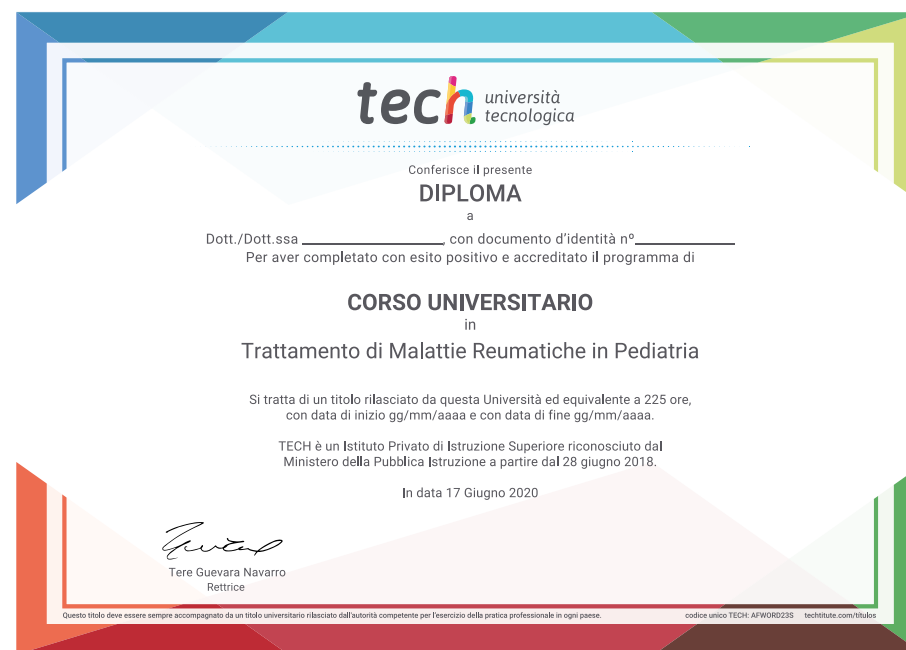 tech università
tecnologica
Conferisce il presente
DIPLOMA
a
Dott./Dott.ssa ____________________, con documento d'identità nº______________
Per aver completato con esito positivo e accreditato il programma di
CORSO UNIVERSITARIO
in
Trattamento di Malattie Reumatiche in Pediatria
Si tratta di un titolo rilasciato da questa Università ed equivalente a 225 ore,
con data di inizio gg/mm/aaaa e con data di fine gg/mm/aaaa.
TECH è un Istituto Privato di Istruzione Superiore riconosciuto dal
Ministero della Pubblica Istruzione a partire dal 28 giugno 2018.
In data 17 Giugno 2020
Tere Guevara Navarro
Rettrice
Questo titolo deve essere sempre accompagnato da un titolo universitario rilasciato dall'autorità competente per l'esercizio della pratica professionale in ogni paese. codice unico TECH: AFWORD23S techtitute.com/títulos